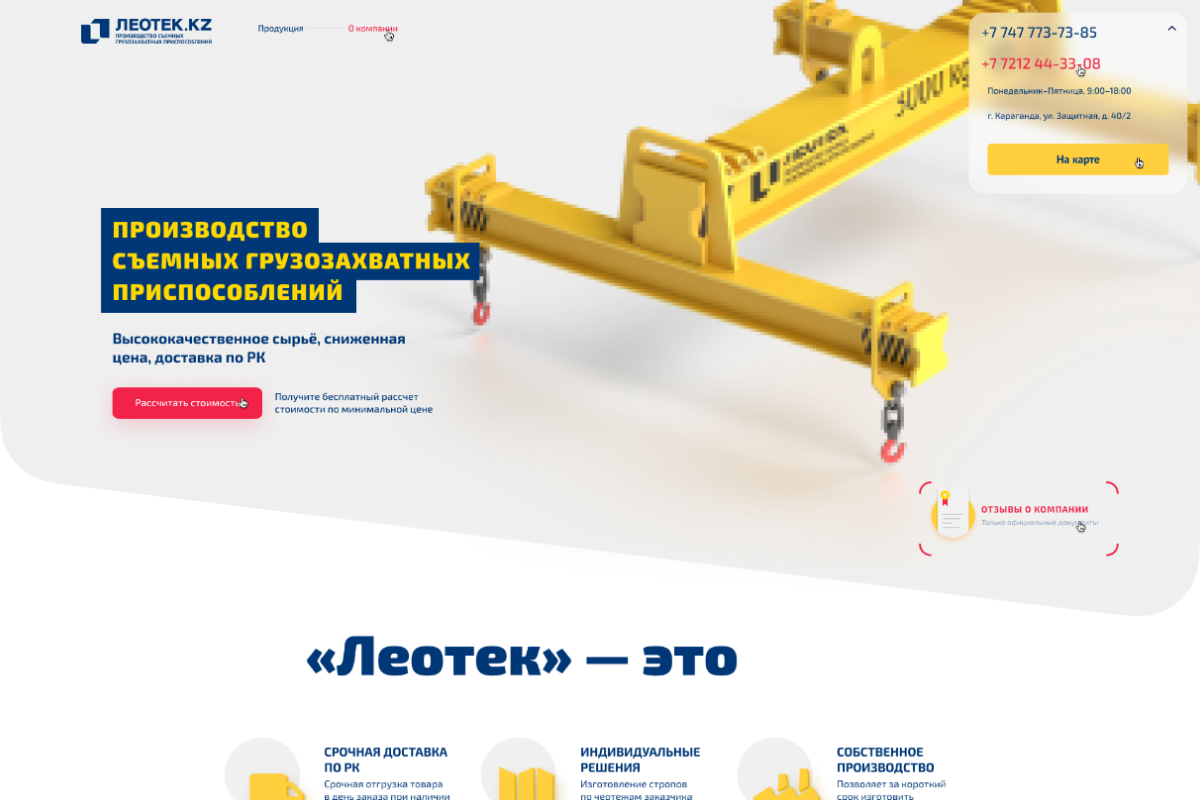 ЛЕОТЕК.KZ
ПРОИЗВОДСТВО СЪЕМНЫХ
ГРУЗОЗАХВАТНЫХ ПРИСПОСОБЛЕНИЙ
Продукция
О компании
+7 747 773-73-85
+7 7212 44-33-08
Понедельник–Пятница, 9:00–18:00
г. Караганда, ул. Защитная, д. 40/2
На карте
3000 kg
ЛЕОТЕК
ПРОИЗВОДСТВО
СЪЕМНЫХ ГРУЗОЗАХВАТНЫХ
ПРИСПОСОБЛЕНИЙ
Высококачественное сырьё, сниженная
цена, доставка по РК
Рассчитать стоимость
Получите бесплатный рассчет
стоимости по минимальной цене
ОТЗЫВЫ О КОМПАНИИ
Только официальные документы
«Леотек» — это
СРОЧНАЯ ДОСТАВКА
ПО РК
Срочная отгрузка товара
в день заказа при наличии
ИНДИВИДУАЛЬНЫЕ
РЕШЕНИЯ
Изготовление стропов
по чертежам заказчика
СОБСТВЕННОЕ
ПРОИЗВОДСТВО
Позволяет за короткий
срок изготовить